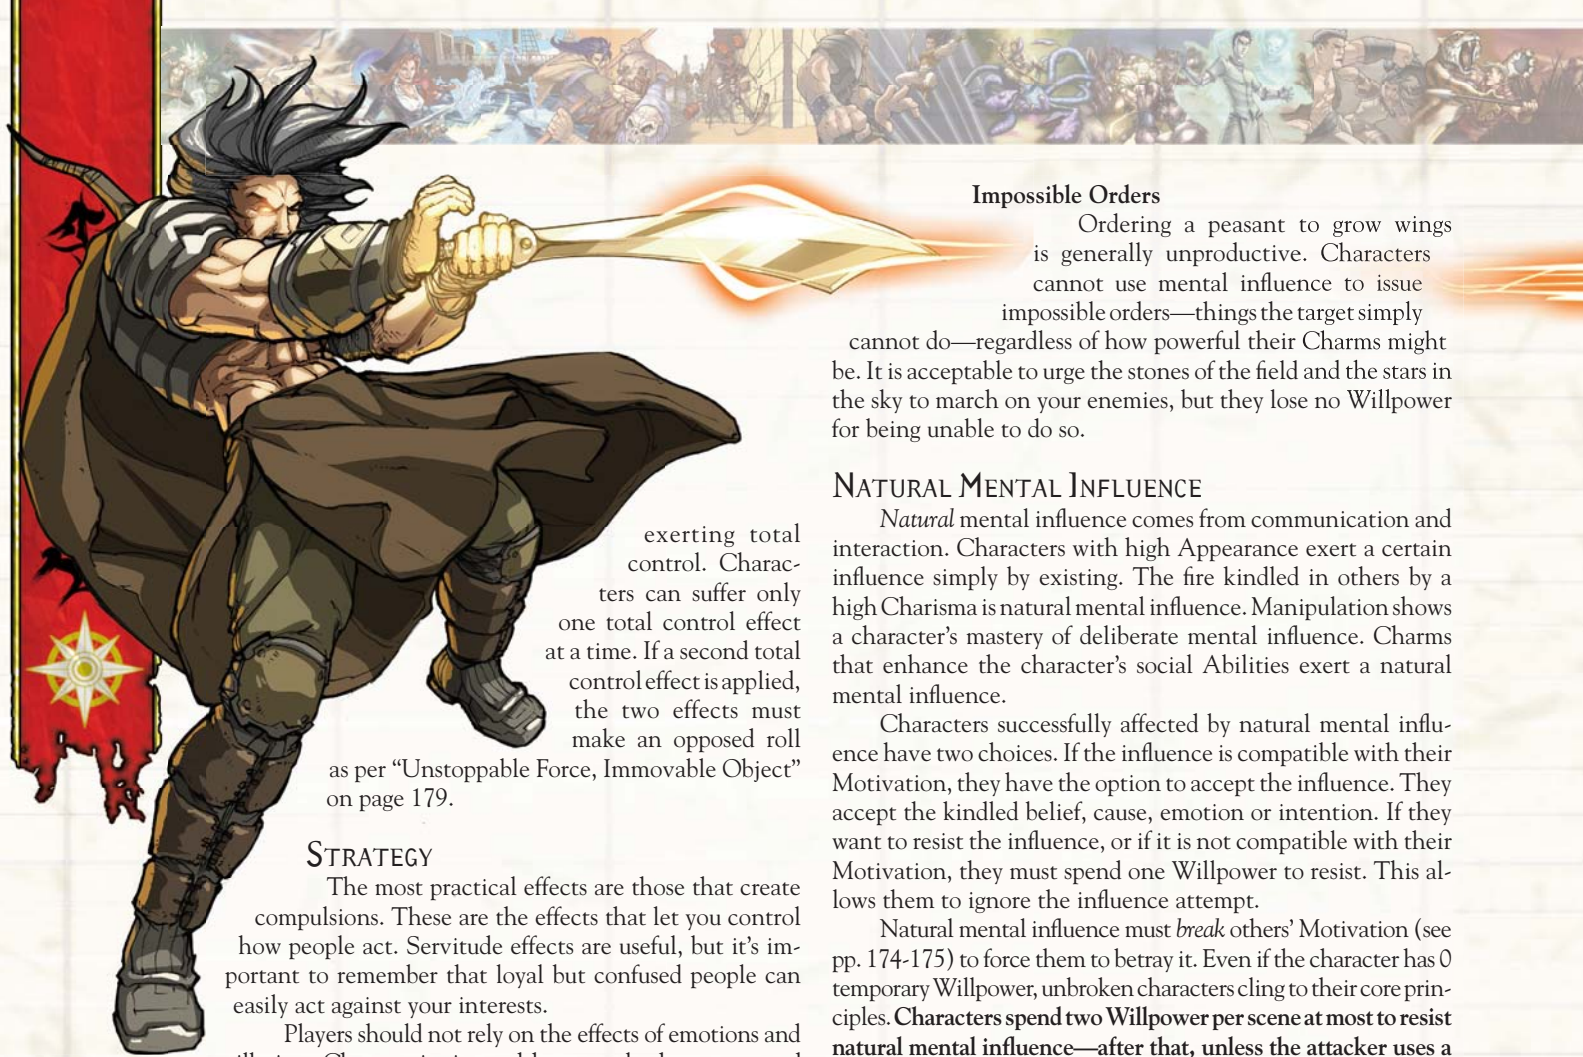 exerting total
control. Charac-
ters can suffer only
one total control effect
at a time. If a second total
control effect is applied,
the two effects must
make an opposed roll
as per “Unstoppable Force, Immovable Object”
on page 179.
STRATEGY
The most practical effects are those that create
compulsions. These are the effects that let you control
how people act. Servitude effects are useful, but it’s im-
portant to remember that loyal but confused people can
easily act against your interests.
Players should not rely on the effects of emotions and
Impossible Orders
Ordering a peasant to grow wings
is generally unproductive. Characters
cannot use mental influence to issue
impossible orders—things the target simply
cannot do—regardless of how powerful their Charms might
be. It is acceptable to urge the stones of the field and the stars in
the sky to march on your enemies, but they lose no Willpower
for being unable to do so.
NATURAL MENTAL INFLUENCE
Natural mental influence comes from communication and
interaction. Characters with high Appearance exert a certain
influence simply by existing. The fire kindled in others by a
high Charisma is natural mental influence. Manipulation shows
a character’s mastery of deliberate mental influence. Charms
that enhance the character’s social Abilities exert a natural
mental influence.
Characters successfully affected by natural mental influ-
ence have two choices. If the influence is compatible with their
Motivation, they have the option to accept the influence. They
accept the kindled belief, cause, emotion or intention. If they
want to resist the influence, or if it is not compatible with their
Motivation, they must spend one Willpower to resist. This al-
lows them to ignore the influence attempt.
Natural mental influence must break others’ Motivation (see
pp. 174-175) to force them to betray it. Even if the character has 0
temporary Willpower, unbroken characters cling to their core prin-
ciples. Characters spend two Willpower per scene at most to resist
natural mental influence—after that, unless the attacker uses a